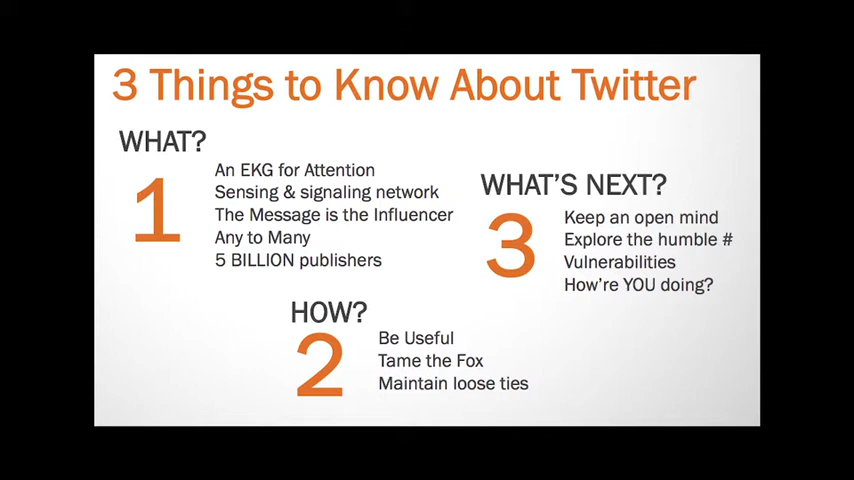 3 Things to Know About Twitter
WHAT?
1
An EKG for Attention
Sensing & signaling network
The Message is the Influencer
Any to Many
5 BILLION publishers
HOW?
2
Be Useful
Tame the Fox
Maintain loose ties
WHAT'S NEXT?
3
Keep an open mind
Explore the humble #
Vulnerabilities
How're YOU doing?